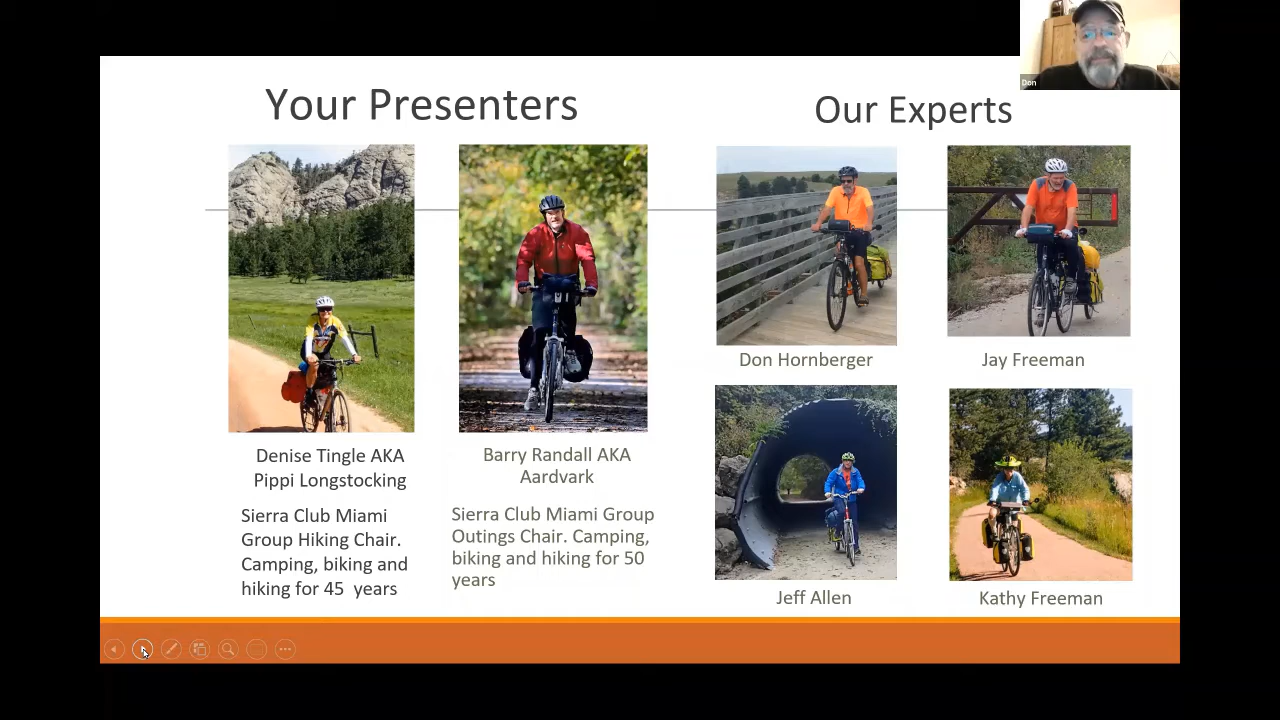 Don
Your Presenters
Denise Tingle AKA
Pippi Longstocking
Sierra Club Miami
Group Hiking Chair.
Camping, biking and
hiking for 45  years
Barry Randall AKA
Aardvark
Sierra Club Miami Group
Outings Chair. Camping,
biking and hiking for 50
years
Our Experts
Don Hornberger
Jay Freeman
Jeff Allen
Kathy Freeman